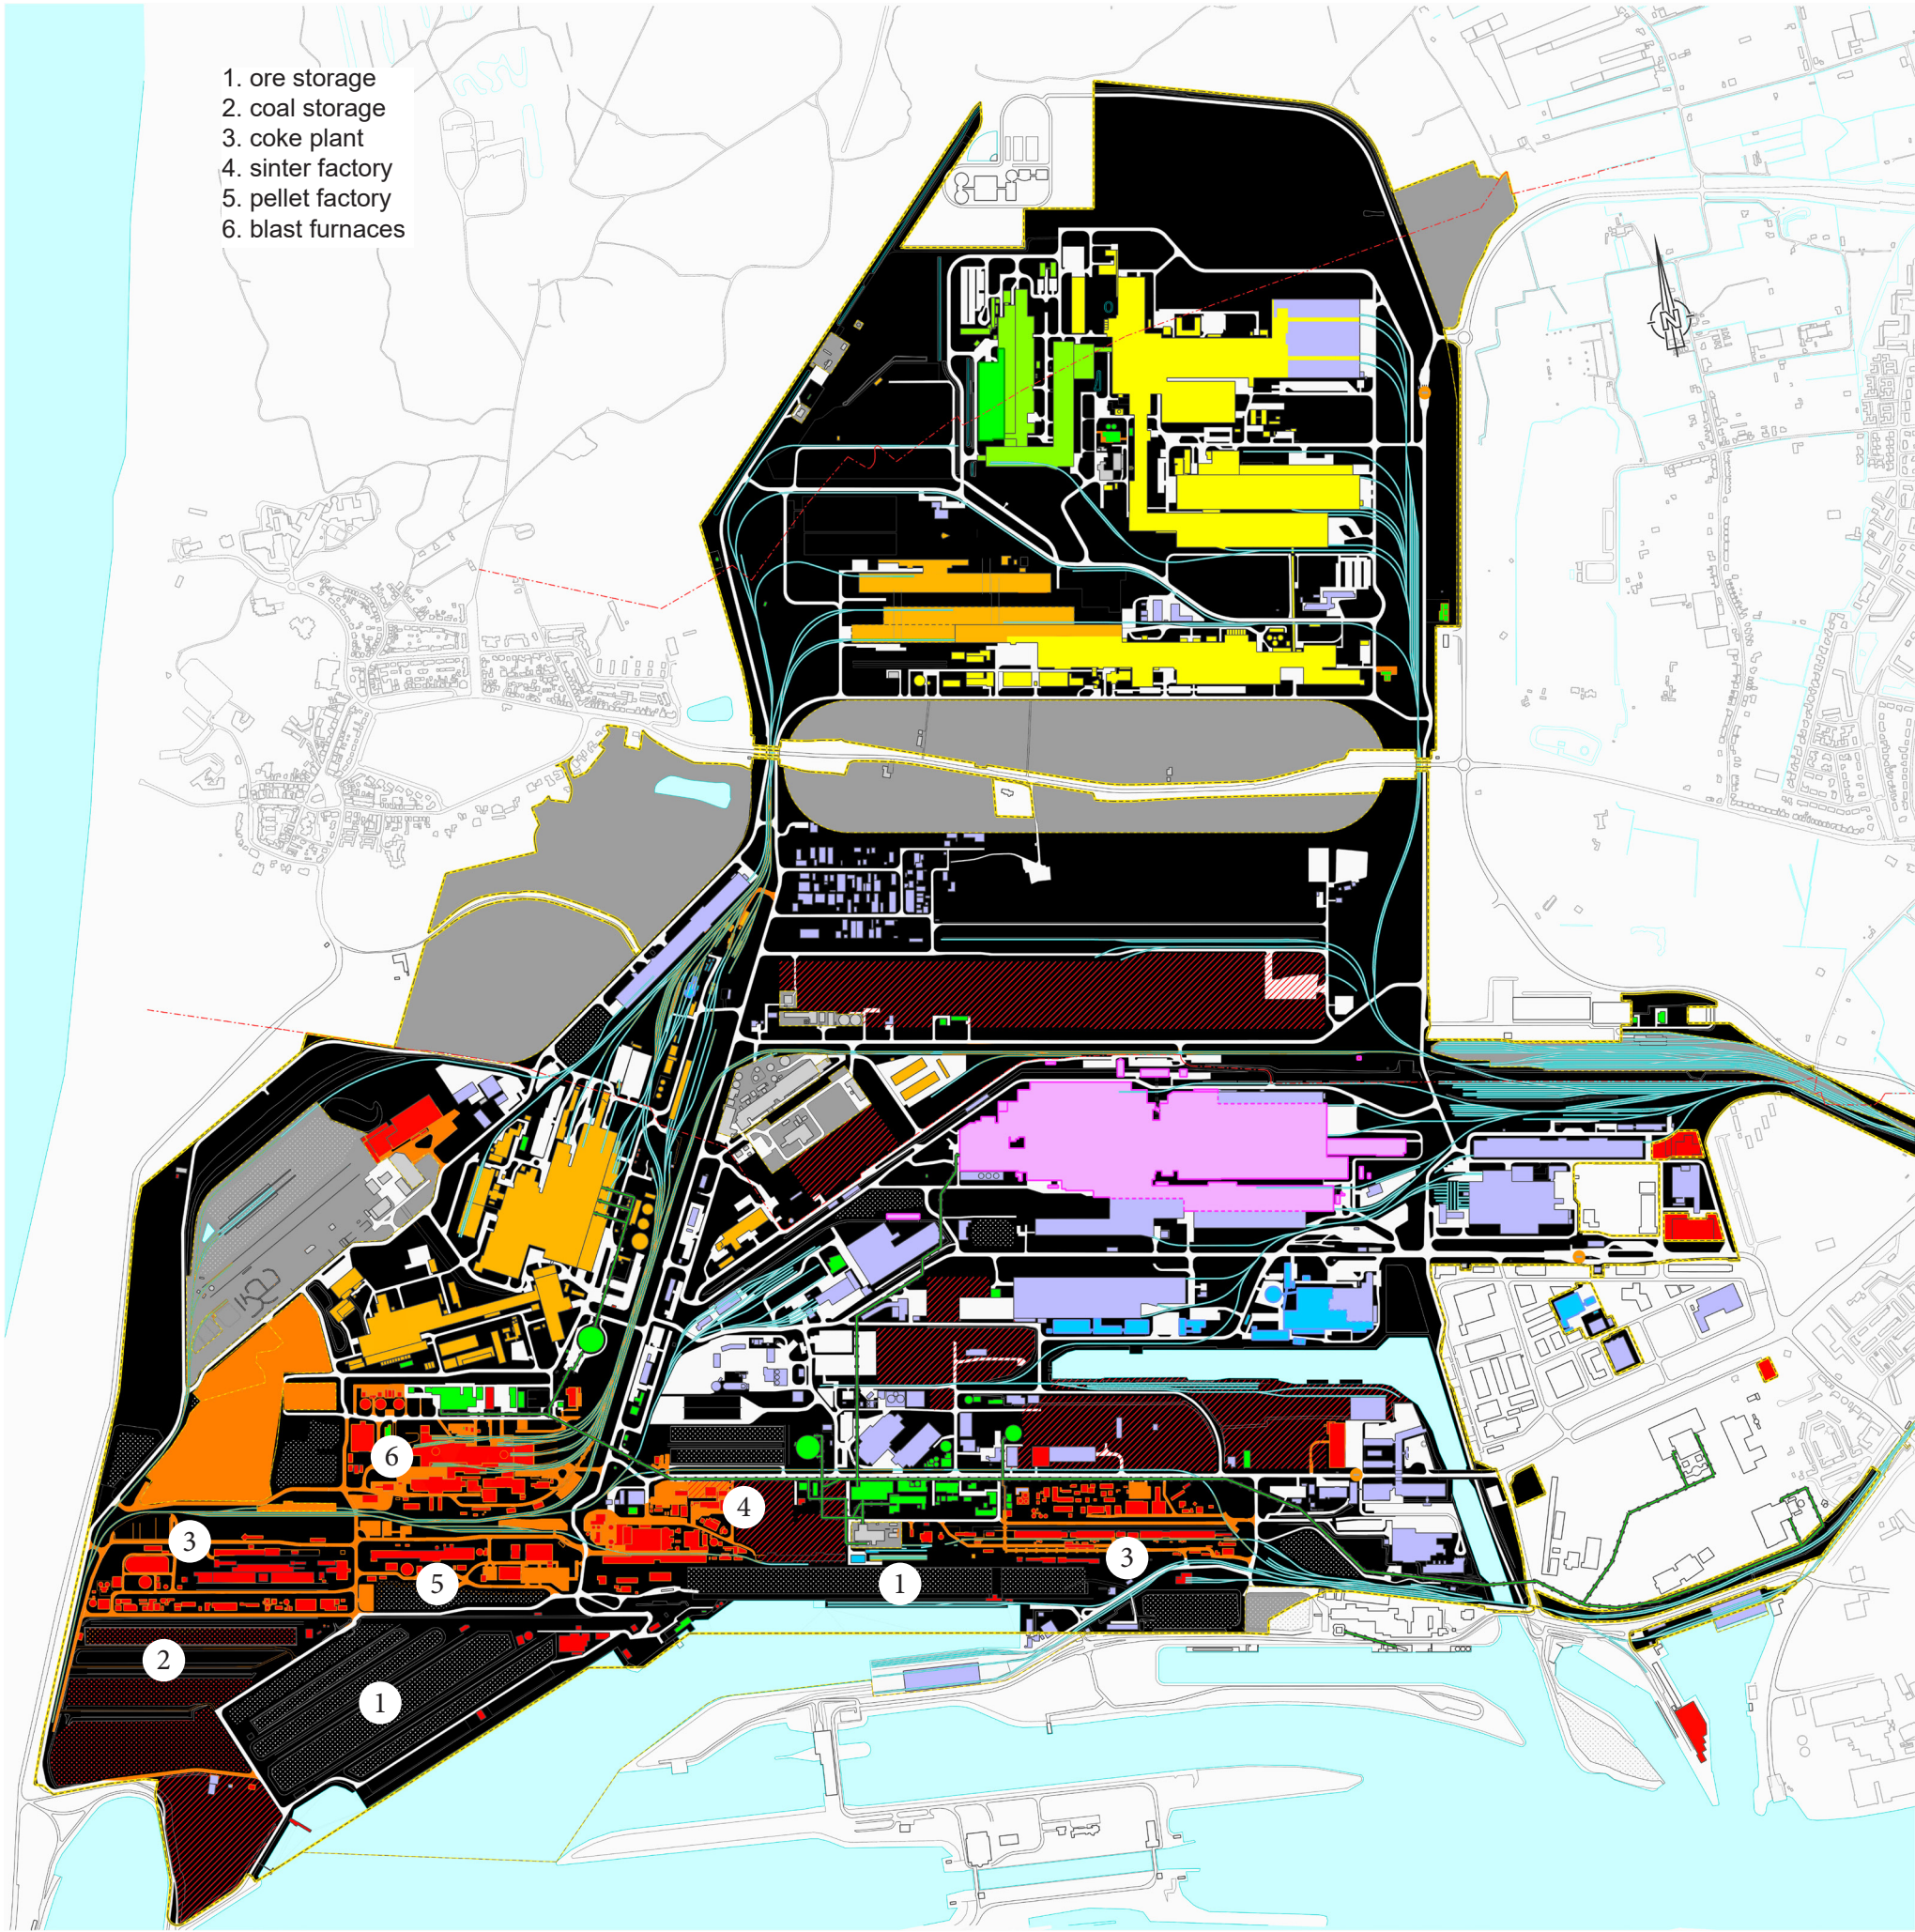 1. ore storage
2. coal storage
3. coke plant
4. sinter factory
5. pellet factory
6. blast furnaces
N
6
4
3
3
5
1
2
1